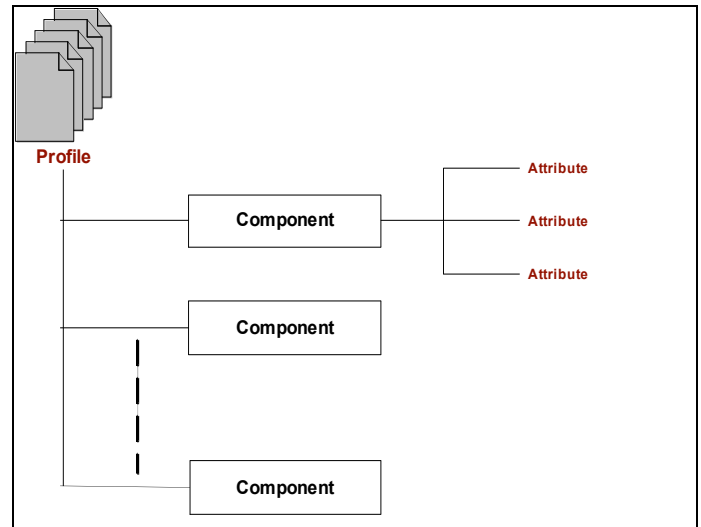 Profile
Attribute
Component
Attribute
Attribute
Component
Component